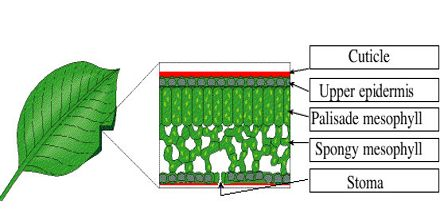 Cuticle
Upper epidermis
Palisade mesophyll
Spongy mesophyll
Stoma